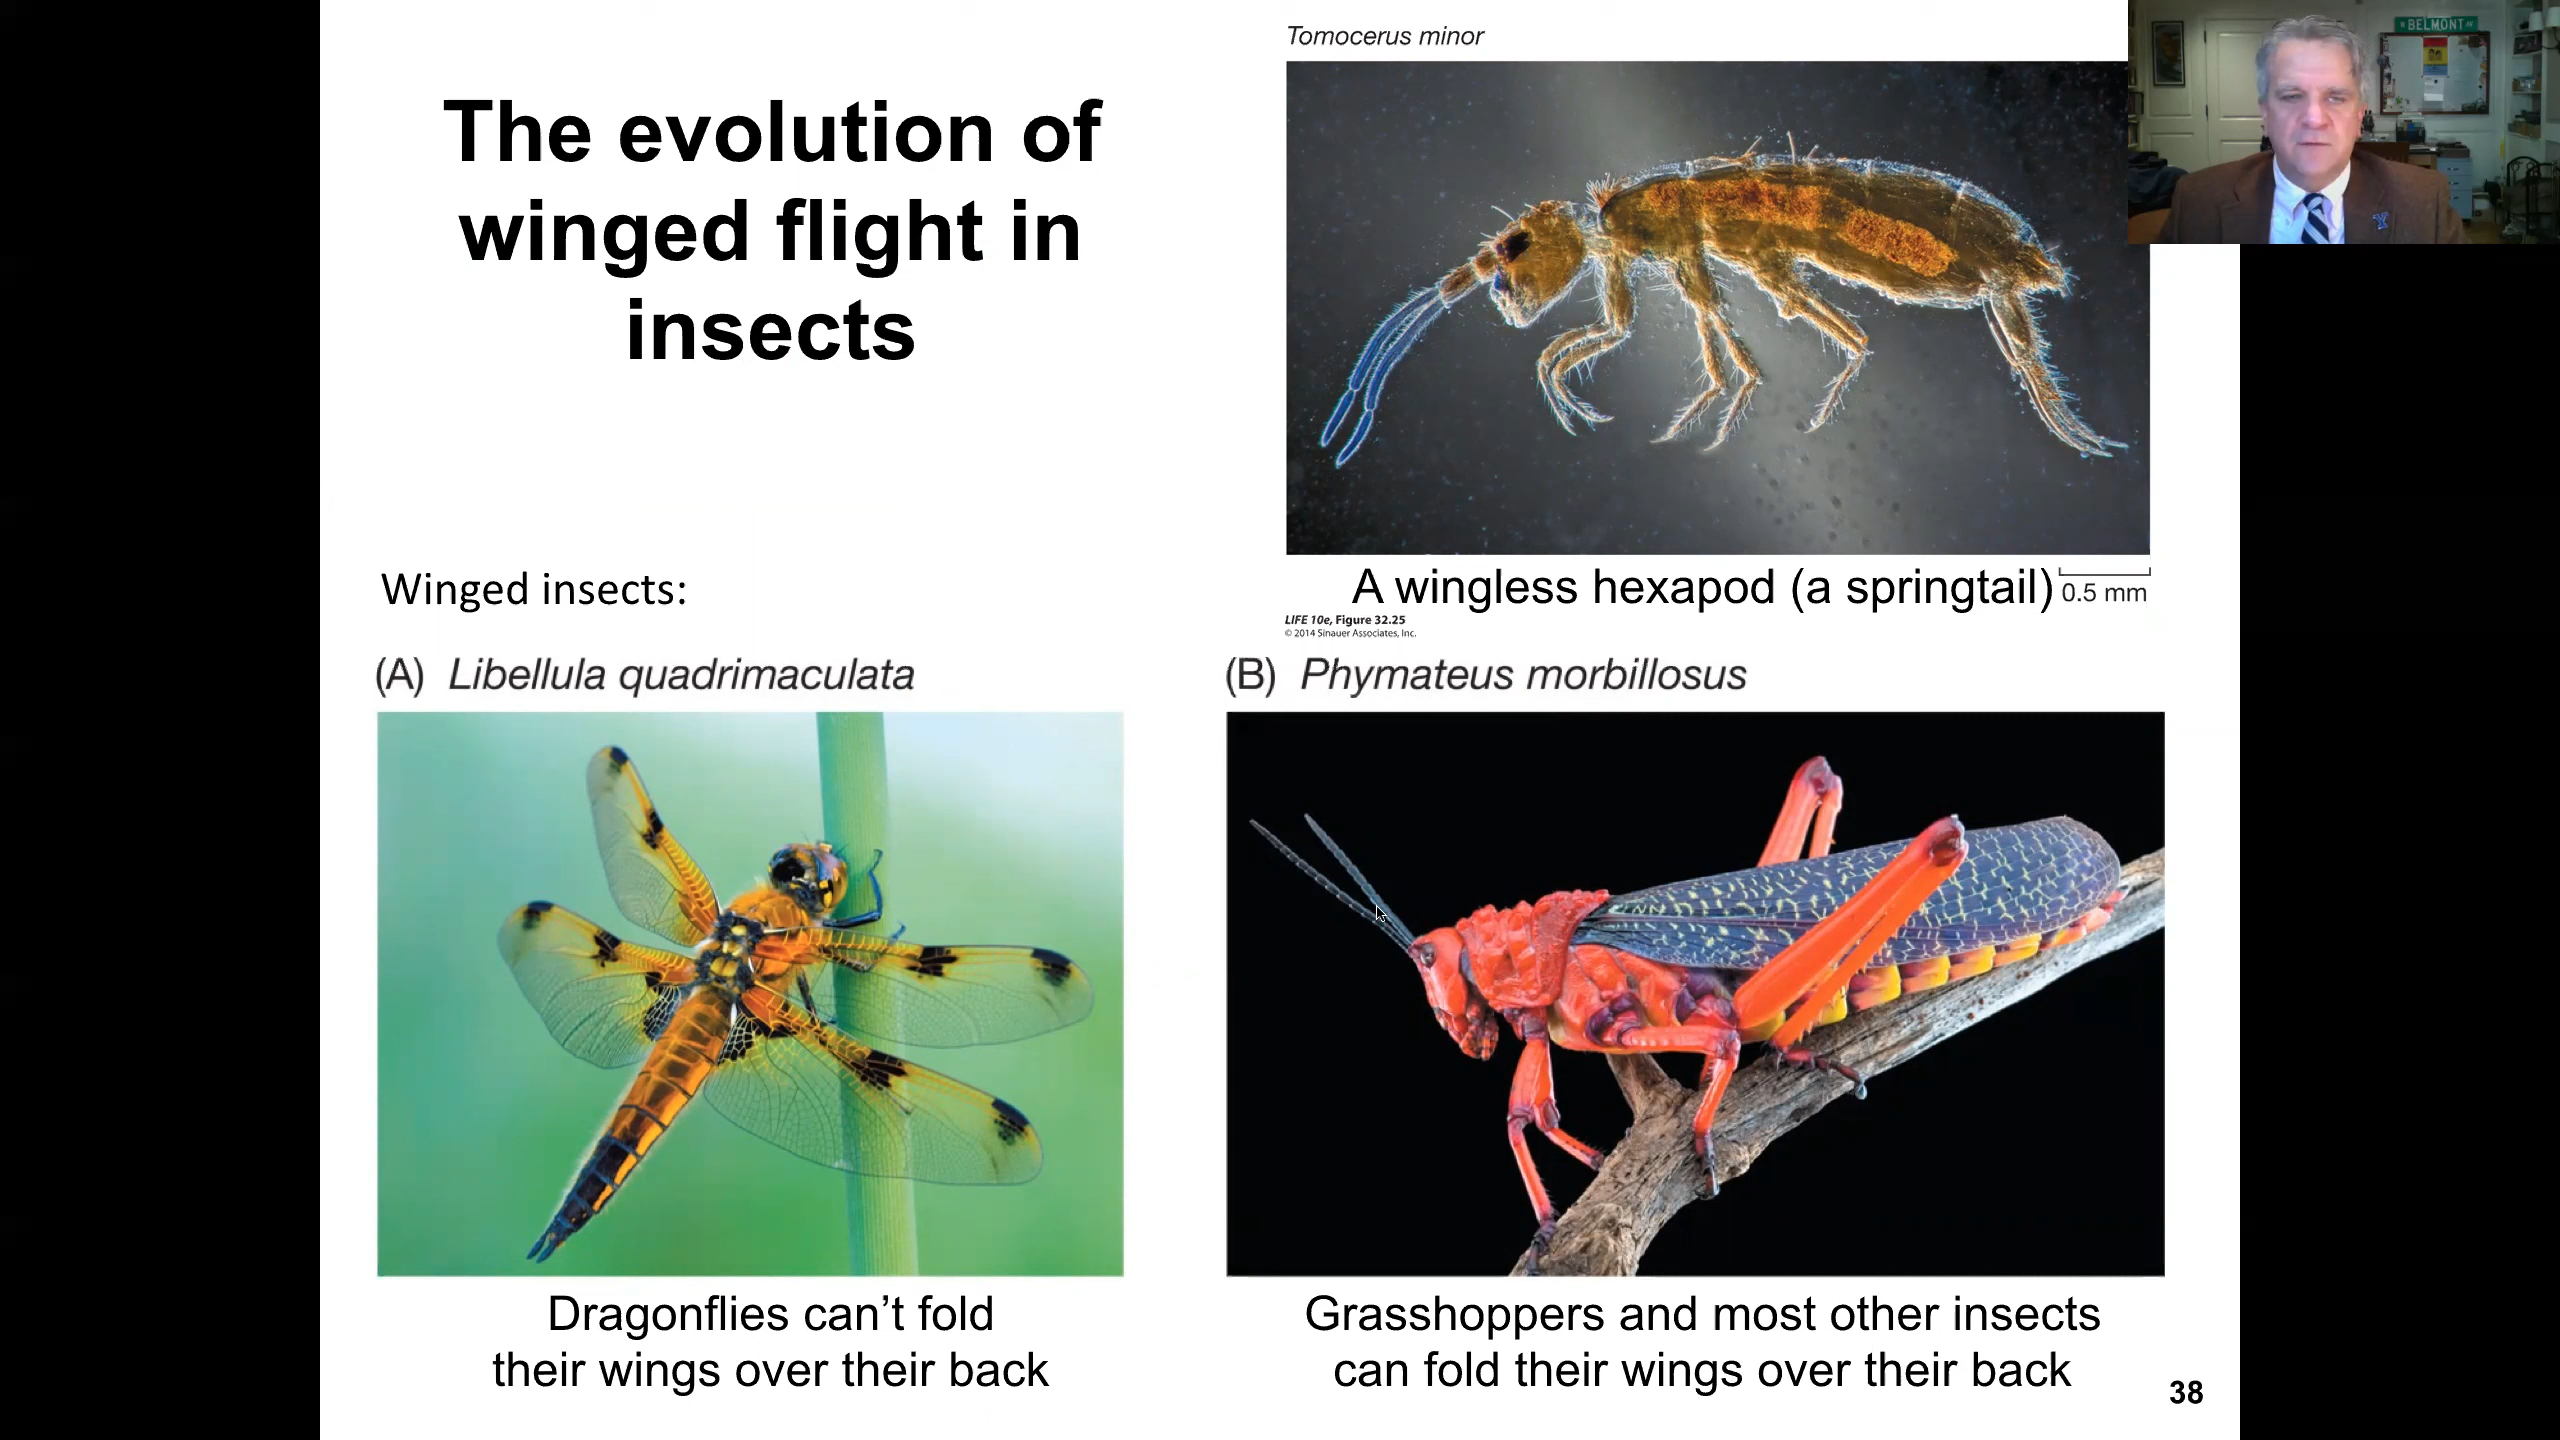 Tomocerus minor
N BELMONT AV
The evolution of
winged flight in
insects
Winged insects:
A wingless hexapod (a springtail)
0.5 mm
LIFE 10e, Figure 32.25
© 2014 Sinauer Associates, Inc.
(A) Libellula quadrimaculata
(B) Phymateus morbillosus
Dragonflies can’t fold
their wings over their back
Grasshoppers and most other insects
can fold their wings over their back
38